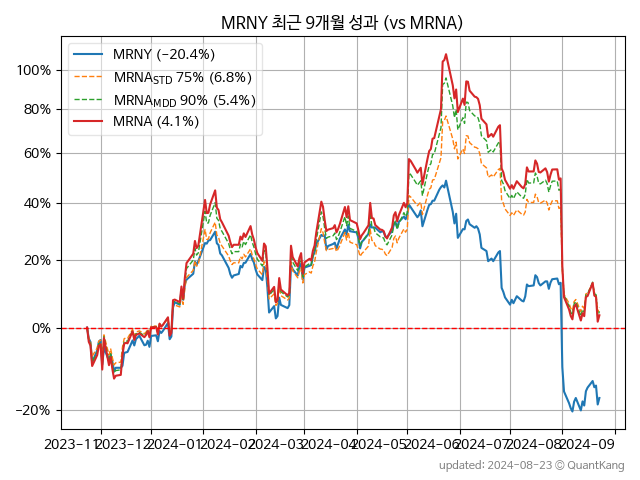 MRNY 최근 9개월 성과 (vs MRNA)
MRNY (−20.4%)
MRNA_STD 75% (6.8%)
MRNA_MDD 90% (5.4%)
MRNA (4.1%)
100%
80%
60%
40%
20%
0%
−20%
2023-11 2023-12 2024-01 2024-02 2024-03 2024-04 2024-05 2024-06 2024-07 2024-08 2024-09
updated: 2024-08-23 © QuantKang